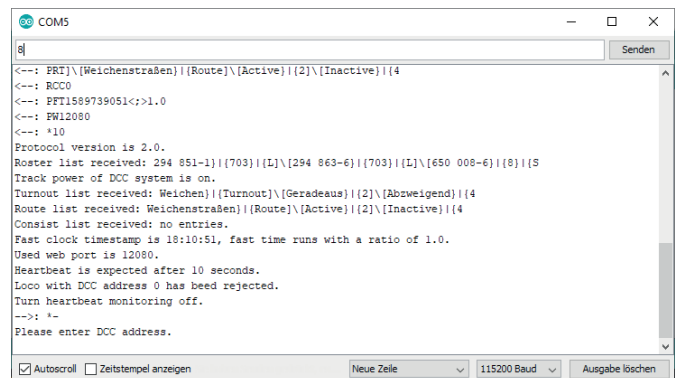 COM5
8
Senden
<--: PRT]\[Weichenstraßen}|{Route]\[Active}|{2]\[Inactive}|{4
<--: RCC0
<--: PFT1589739051<;>1.0
<--: PW12080
<--: *10
Protocol version is 2.0.
Roster list received: 294 851-1}|{703}|{L]\[294 863-6}|{703}|{L]\[650 008-6}|{8}|{S
Track power of DCC system is on.
Turnout list received: Weichen}|{Turnout]\[Geradeaus}|{2]\[Abzweigend}|{4
Route list received: Weichenstraßen}|{Route]\[Active}|{2]\[Inactive}|{4
Consist list received: no entries.
Fast clock timestamp is 18:10:51, fast time runs with a ratio of 1.0.
Used web port is 12080.
Heartbeat is expected after 10 seconds.
Loco with DCC address 0 has beed rejected.
Turn heartbeat monitoring off.
-->: *-
Please enter DCC address.
Autoscroll Zeitstempel anzeigen Neue Zeile 115200 Baud Ausgabe löschen